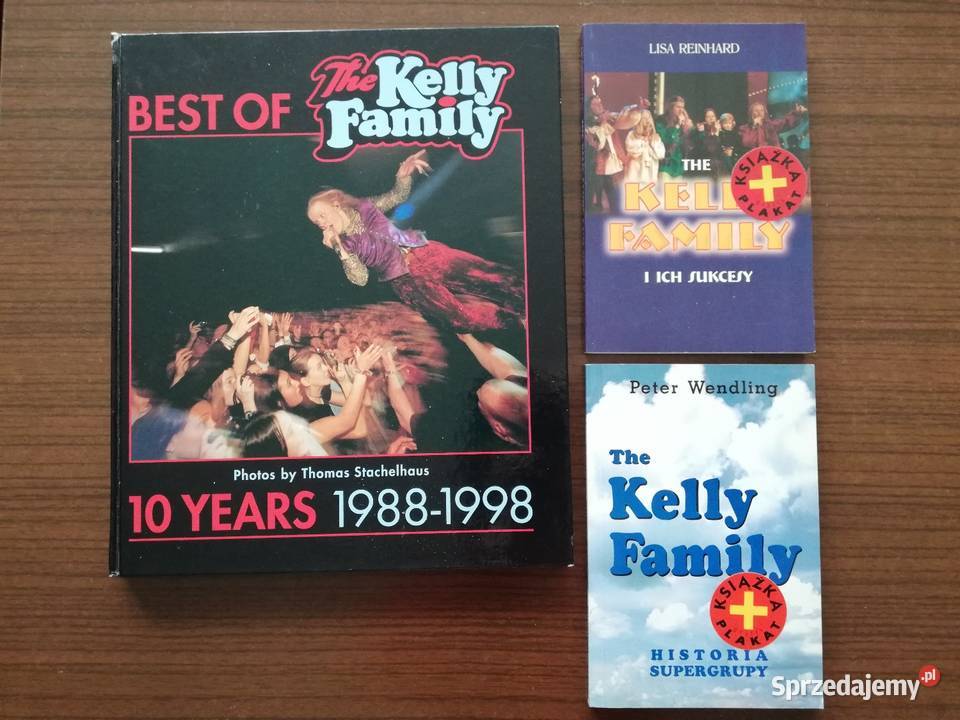 BEST OF
The Kelly
Family
Photos by Thomas Stachelhaus
10 YEARS 1988-1998
LISA REINHARD
THE
KELLY
FAMILY
I ICH SUKCESY
KSIĄŻKA
+
PLAKAT
Peter Wendling
The
Kelly
Family
KSIĄŻKA
+
PLAKAT
HISTORIA
SUPERGRUPY
Sprzedajemy.pl